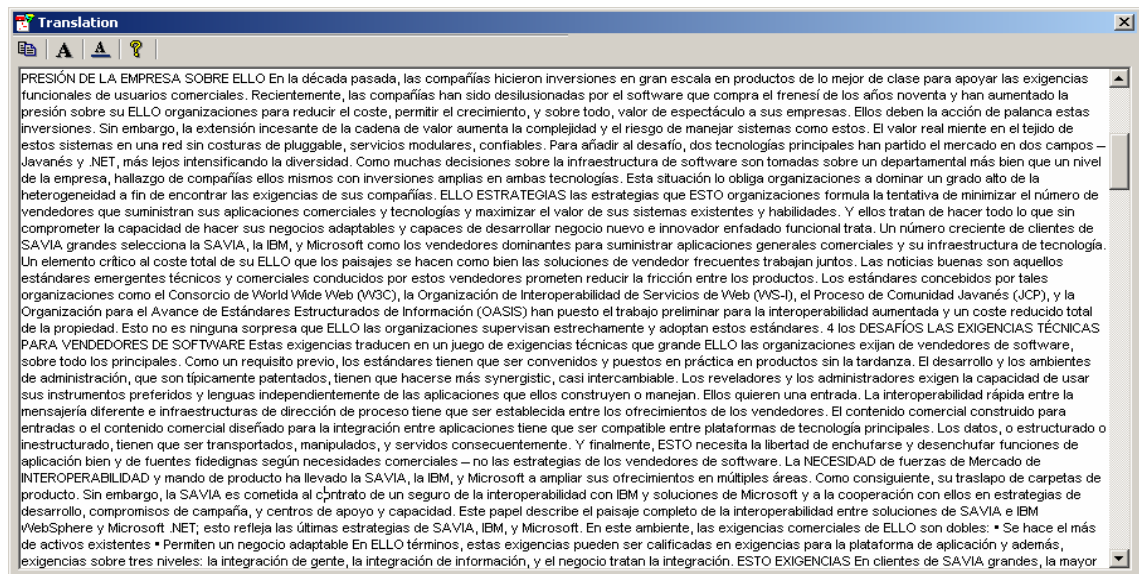 Translation
PRESIÓN DE LA EMPRESA SOBRE ELLO En la década pasada, las compañías hicieron inversiones en gran escala en productos de lo mejor de clase para apoyar las exigencias
funcionales de usuarios comerciales. Recientemente, las compañías han sido desilusionadas por el software que compra el frenesí de los años noventa y han aumentado la
presión sobre su ELLO organizaciones para reducir el coste, permitir el crecimiento, y sobre todo, valor de espectáculo a sus empresas. Ellos deben la acción de palanca estas
inversiones. Sin embargo, la extensión incesante de la cadena de valor aumenta la complejidad y el riesgo de manejar sistemas como estos. El valor real miente en el tejido de
estos sistemas en una red sin costuras de pluggable, servicios modulares, confiables. Para añadir al desafío, dos tecnologías principales han partido el mercado en dos campos –
Javanés y .NET, más lejos intensificando la diversidad. Como muchas decisiones sobre la infraestructura de software son tomadas sobre un departamental más bien que un nivel
de la empresa, hallazgo de compañías ellos mismos con inversiones amplias en ambas tecnologías. Esta situación lo obliga organizaciones a dominar un grado alto de la
heterogeneidad a fin de encontrar las exigencias de sus compañías. ELLO ESTRATEGIAS las estrategias que ESTO organizaciones formula la tentativa de minimizar el número de
vendedores que suministran sus aplicaciones comerciales y tecnologías y maximizar el valor de sus sistemas existentes y habilidades. Y ellos tratan de hacer todo lo que sin
comprometer la capacidad de hacer sus negocios adaptables y capaces de desarrollar negocio nuevo e innovador enfadado funcional trata. Un número creciente de clientes de
SAVIA grandes selecciona la SAVIA, la IBM, y Microsoft como los vendedores dominantes para suministrar aplicaciones generales comerciales y su infraestructura de tecnología.
Un elemento crítico al coste total de su ELLO que los paisajes se hacen como bien las soluciones de vendedor frecuentes trabajan juntos. Las noticias buenas son aquellos
estándares emergentes técnicos y comerciales conducidos por estos vendedores prometen reducir la fricción entre los productos. Los estándares concebidos por tales
organizaciones como el Consorcio de World Wide Web (W3C), la Organización de Interoperabilidad de Servicios de Web (WS-I), el Proceso de Comunidad Javanés (JCP), y la
Organización para el Avance de Estándares Estructurados de Información (OASIS) han puesto el trabajo preliminar para la interoperabilidad aumentada y un coste reducido total
de la propiedad. Esto no es ninguna sorpresa que ELLO las organizaciones supervisan estrechamente y adoptan estos estándares. 4 los DESAFÍOS LAS EXIGENCIAS TÉCNICAS
PARA VENDEDORES DE SOFTWARE Estas exigencias traducen en un juego de exigencias técnicas que grande ELLO las organizaciones exijan de vendedores de software,
sobre todo los principales. Como un requisito previo, los estándares tienen que ser convenidos y puestos en práctica en productos sin la tardanza. El desarrollo y los ambientes
de administración, que son típicamente patentados, tienen que hacerse más synergistic, casi intercambiable. Los reveladores y los administradores exigen la capacidad de usar
sus instrumentos preferidos y lenguas independientemente de las aplicaciones que ellos construyen o manejan. Ellos quieren una entrada. La interoperabilidad rápida entre la
mensajería diferente e infraestructuras de dirección de proceso tiene que ser establecida entre los ofrecimientos de los vendedores. El contenido comercial construido para
entradas o el contenido comercial diseñado para la integración entre aplicaciones tiene que ser compatible entre plataformas de tecnología principales. Los datos, o estructurado o
inestructurado, tienen que ser transportados, manipulados, y servidos consecuentemente. Y finalmente, ESTO necesita la libertad de enchufarse y desenchufar funciones de
aplicación bien y de fuentes fidedignas según necesidades comerciales – no las estrategias de los vendedores de software. La NECESIDAD de fuerzas de Mercado de
INTEROPERABILIDAD y mando de producto ha llevado la SAVIA, la IBM, y Microsoft a ampliar sus ofrecimientos en múltiples áreas. Como consiguiente, su traslapo de carpetas de
producto. Sin embargo, la SAVIA es cometida al contrato de un seguro de la interoperabilidad con IBM y soluciones de Microsoft y a la cooperación con ellos en estrategias de
desarrollo, compromisos de campaña, y centros de apoyo y capacidad. Este papel describe el paisaje completo de la interoperabilidad entre soluciones de SAVIA e IBM
WebSphere y Microsoft .NET; esto refleja las últimas estrategias de SAVIA, IBM, y Microsoft. En este ambiente, las exigencias comerciales de ELLO son dobles: • Se hace el más
de activos existentes • Permiten un negocio adaptable En ELLO términos, estas exigencias pueden ser calificadas en exigencias para la plataforma de aplicación y además,
exigencias sobre tres niveles: la integración de gente, la integración de información, y el negocio tratan la integración. ESTO EXIGENCIAS En clientes de SAVIA grandes, la mayor